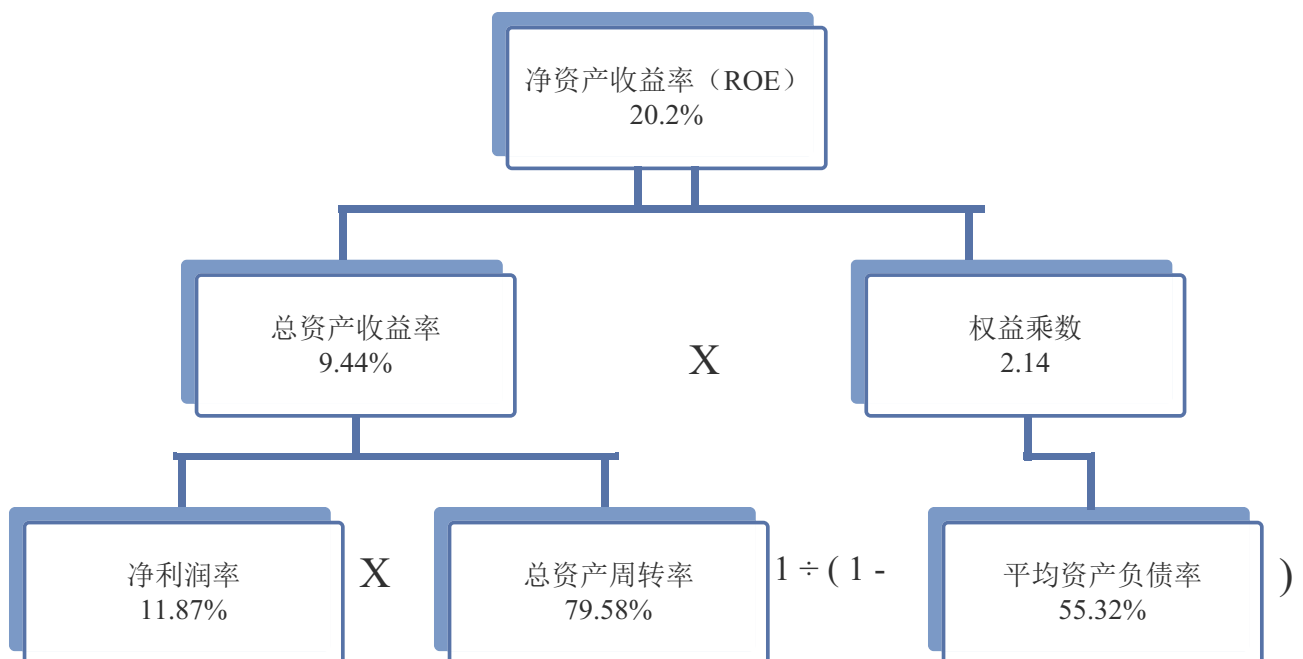 净资产收益率（ROE）
20.2%
总资产收益率
9.44%
X
权益乘数
2.14
净利润率
11.87%
X
总资产周转率
79.58%
1 ÷ ( 1 -
平均资产负债率
55.32%
)